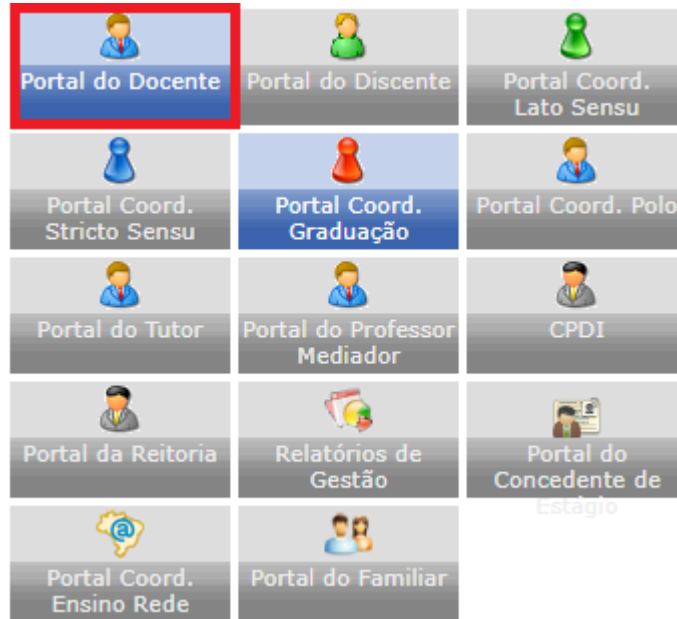 Portal do Docente
Portal do Discente
Portal Coord.
Lato Sensu
Portal Coord.
Stricto Sensu
Portal Coord.
Graduação
Portal Coord. Polo
Portal do Tutor
Portal do Professor
Mediador
CPDI
Portal da Reitoria
Relatórios de
Gestão
Portal do
Concedente de
Estágio
Portal Coord.
Ensino Rede
Portal do Familiar